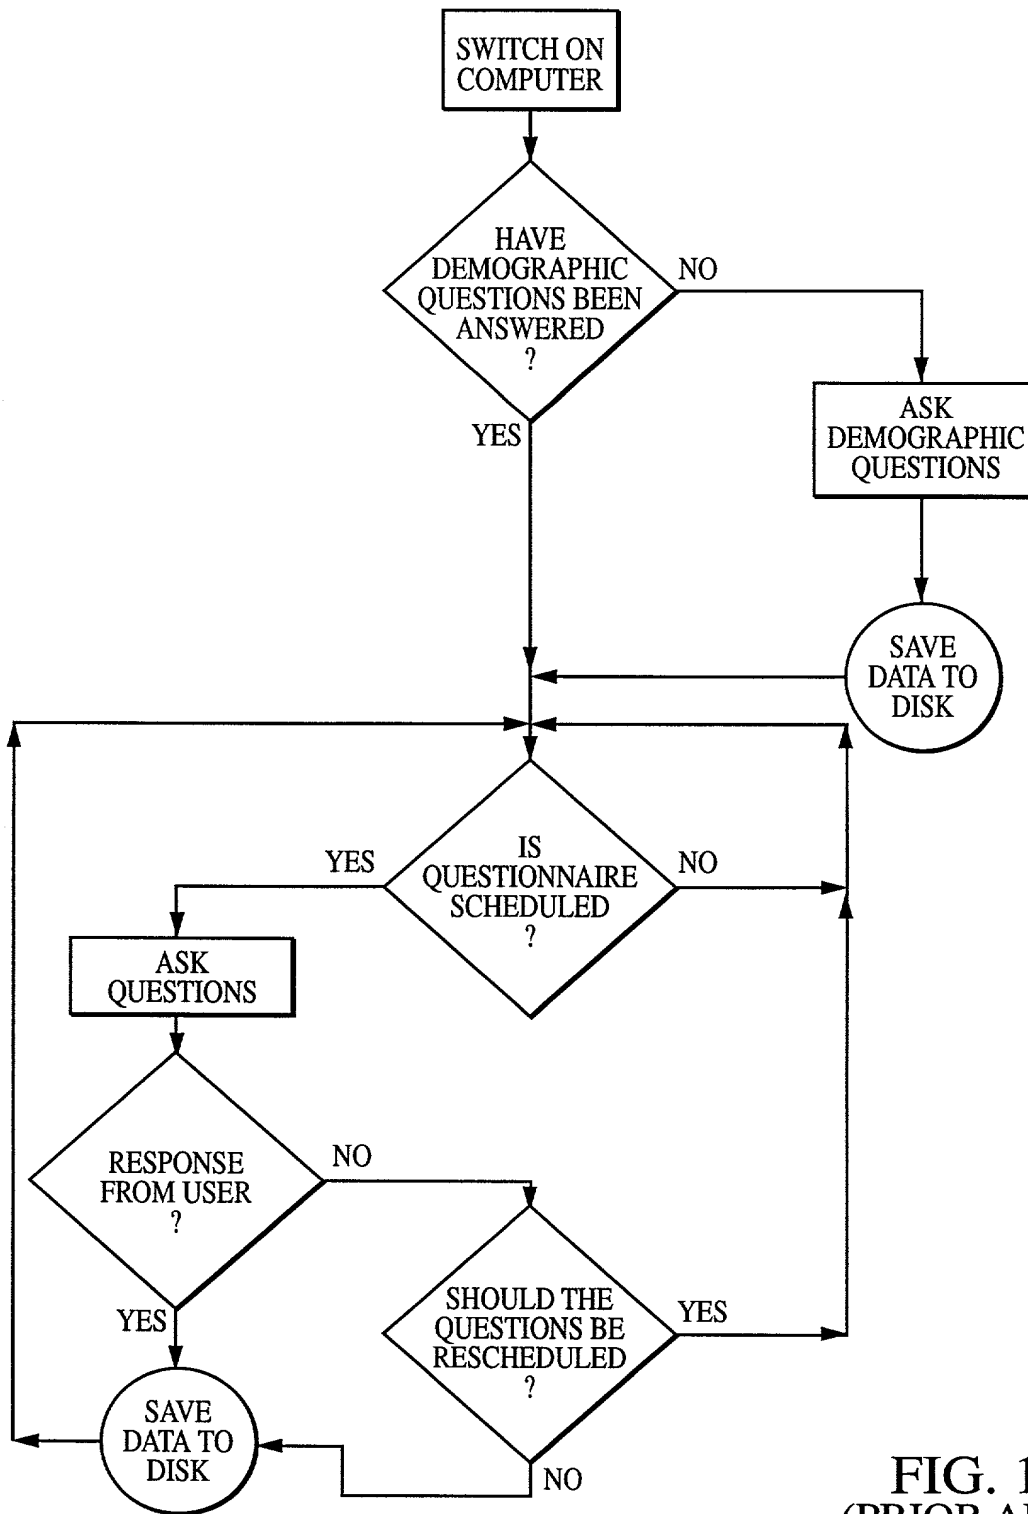 SWITCH ON
COMPUTER
HAVE
DEMOGRAPHIC
QUESTIONS BEEN
ANSWERED
?
NO
YES
ASK
DEMOGRAPHIC
QUESTIONS
SAVE
DATA TO
DISK
IS
QUESTIONNAIRE
SCHEDULED
?
YES
NO
ASK
QUESTIONS
RESPONSE
FROM USER
?
NO
YES
SHOULD THE
QUESTIONS BE
RESCHEDULED
?
YES
NO
SAVE
DATA TO
DISK
FIG. 1
(PRIOR